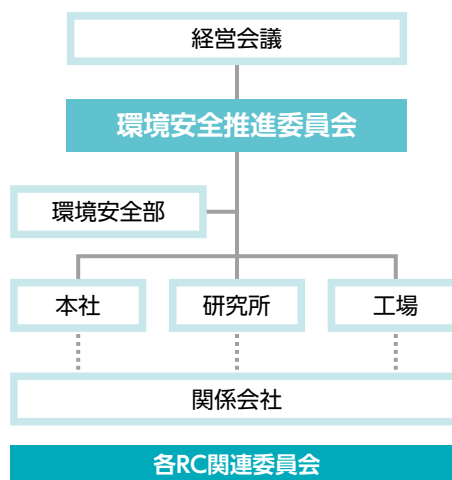 経営会議
環境安全推進委員会
環境安全部
本社
研究所
工場
関係会社
各RC関連委員会